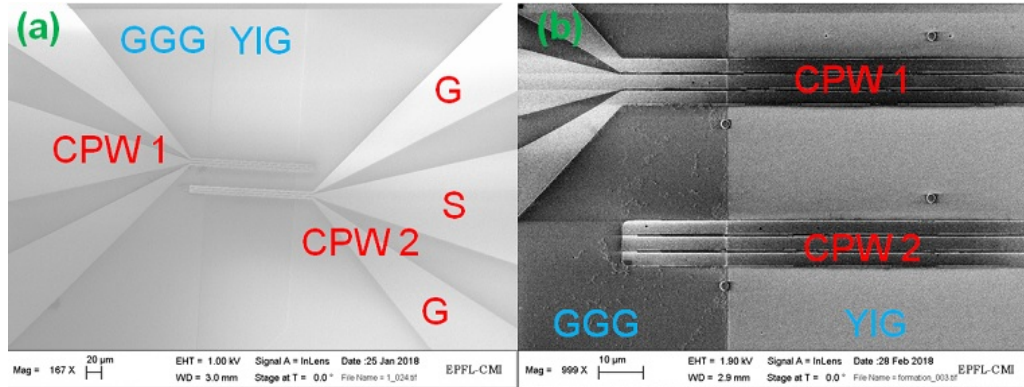 (a)
GGG YIG
G
CPW 1
S
CPW 2
G
20 µm
Mag = 167 X
EHT = 1.00 kV
WD = 3.0 mm
Signal A = InLens
Stage at T = 0.0 °
Date :25 Jan 2018
File Name = 1_024.tif
EPFL-CMI
(b)
CPW 1
CPW 2
GGG
YIG
10 µm
Mag = 999 X
EHT = 1.90 kV
WD = 2.9 mm
Signal A = InLens
Stage at T = 0.0 °
Date :28 Feb 2018
File Name = formation_003.tif
EPFL-CMI